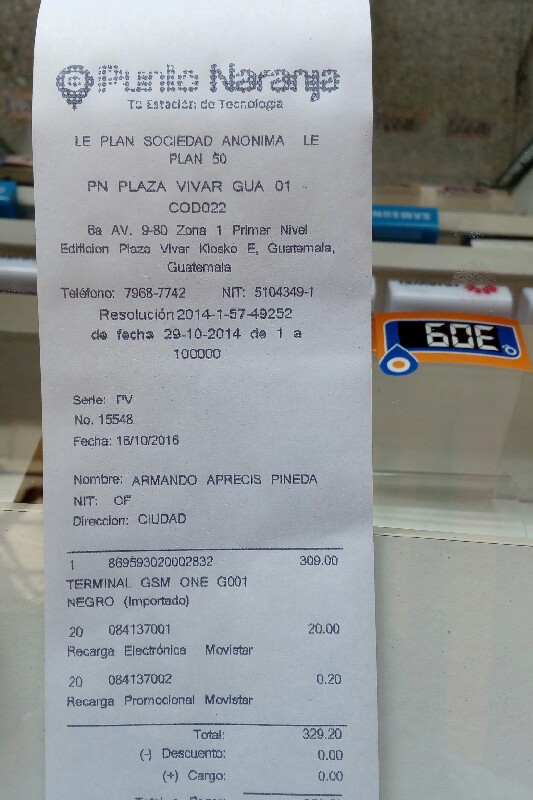 Punto Naranja
Tu Estación de Tecnología
LE PLAN SOCIEDAD ANONIMA LE
PLAN 50
PN PLAZA VIVAR GUA 01 -
COD022
6a AV. 9-80 Zona 1 Primer Nivel
Edificion Plaza Vivar Kiosko E, Guatemala,
Guatemala
Teléfono: 7968-7742 NIT: 5104349-1
Resolución 2014-1-57-49252
de fecha 29-10-2014 de 1 a
100000
Serie: PV
No. 15548
Fecha: 16/10/2016
Nombre: ARMANDO APRECIS PINEDA
NIT: CF
Direccion: CIUDAD
1 869593020002832 309.00
TERMINAL GSM ONE G001
NEGRO (Importado)
20 084137001 20.00
Recarga Electrónica Movistar
20 084137002 0.20
Recarga Promocional Movistar
Total: 329.20
(-) Descuento: 0.00
(+) Cargo: 0.00
SAMSUNG
309